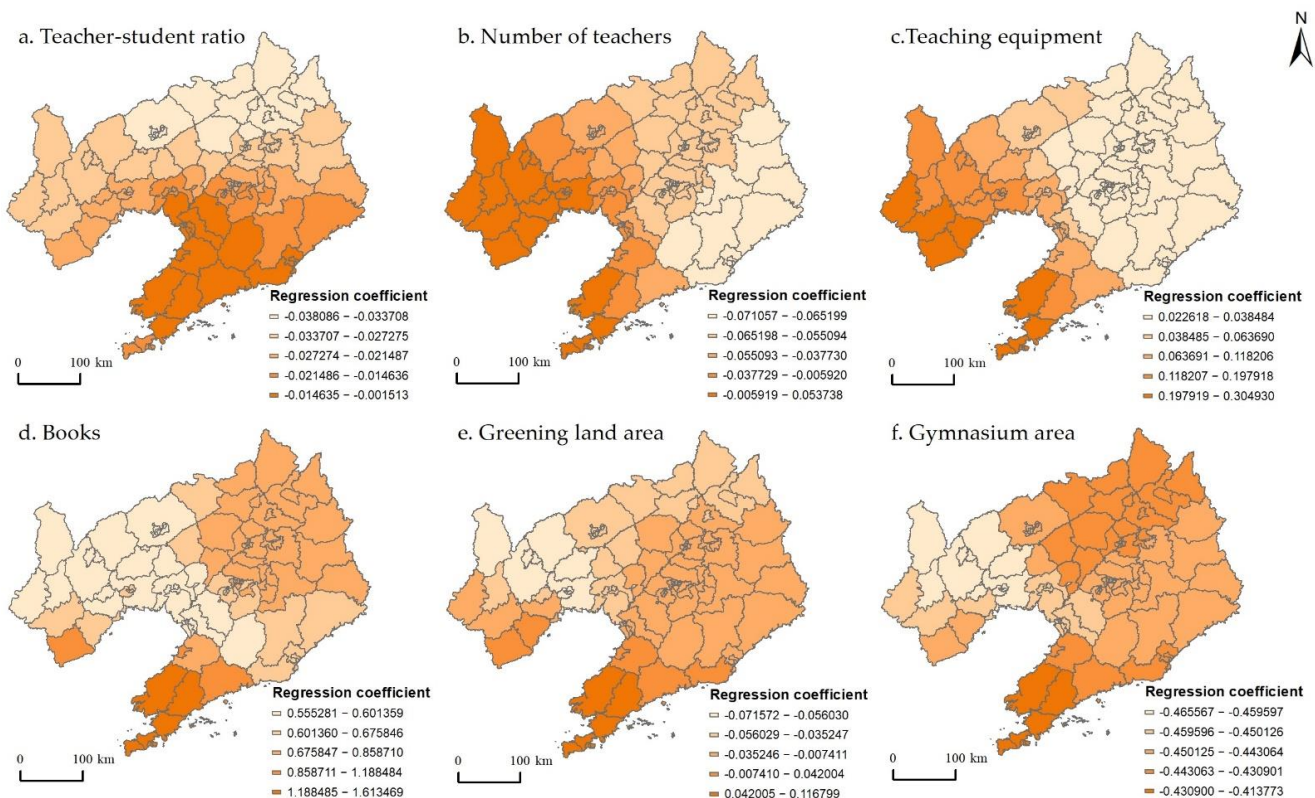 N
a. Teacher-student ratio
Regression coefficient
-0.038086 – -0.033708
-0.033707 – -0.027275
-0.027274 – -0.021487
-0.021486 – -0.014636
-0.014635 – -0.001513
0 100 km
b. Number of teachers
Regression coefficient
-0.071057 – -0.065199
-0.065198 – -0.055094
-0.055093 – -0.037730
-0.037729 – -0.005920
-0.005919 – 0.053738
0 100 km
c.Teaching equipment
Regression coefficient
0.022618 – 0.038484
0.038485 – 0.063690
0.063691 – 0.118206
0.118207 – 0.197918
0.197919 – 0.304930
0 100 km
d. Books
Regression coefficient
0.555281 – 0.601359
0.601360 – 0.675846
0.675847 – 0.858710
0.858711 – 1.188484
1.188485 – 1.613469
0 100 km
e. Greening land area
Regression coefficient
-0.071572 – -0.056030
-0.056029 – -0.035247
-0.035246 – -0.007411
-0.007410 – 0.042004
0.042005 – 0.116799
0 100 km
f. Gymnasium area
Regression coefficient
-0.465567 – -0.459597
-0.459596 – -0.450126
-0.450125 – -0.443064
-0.443063 – -0.430901
-0.430900 – -0.413773
0 100 km